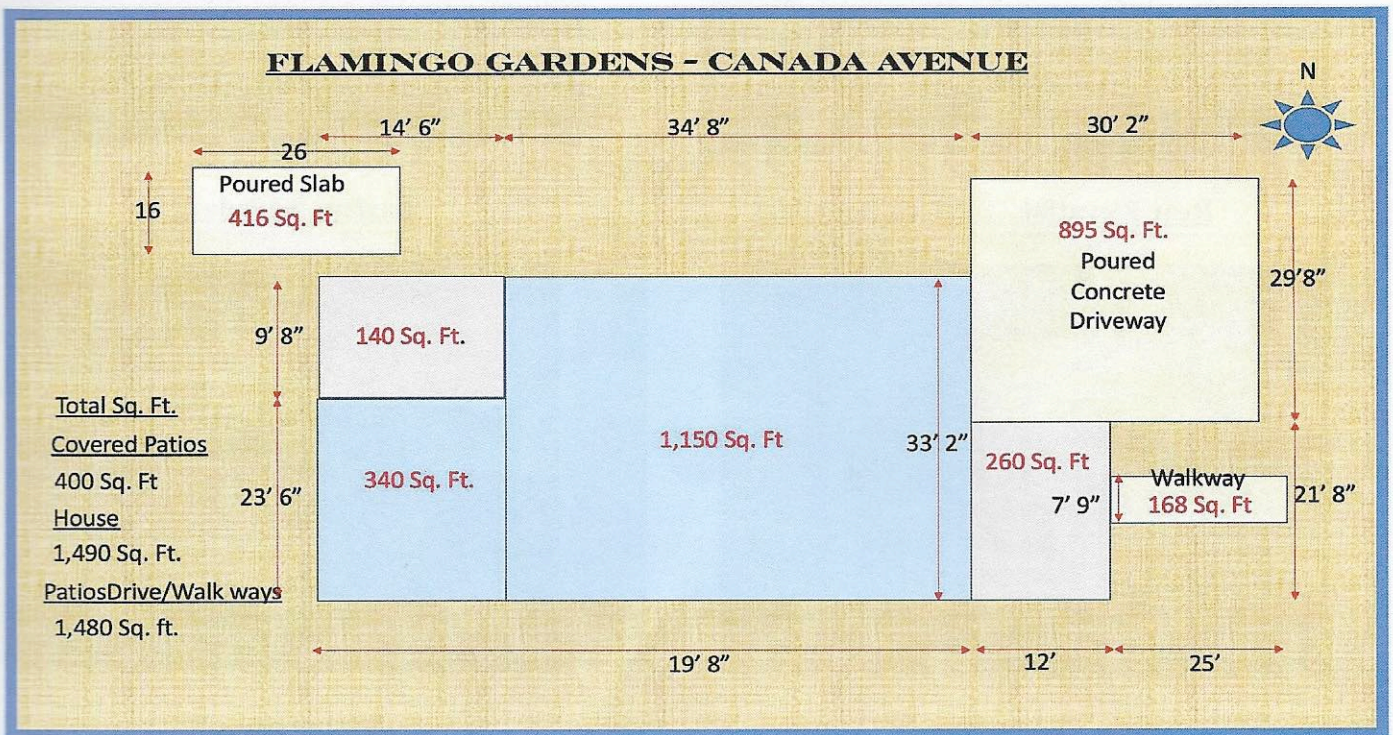 FLAMINGO GARDENS - CANADA AVENUE
N
14' 6”
34' 8”
30' 2”
26
Poured Slab
416 Sq. Ft
16
895 Sq. Ft.
Poured
Concrete
Driveway
29'8”
9' 8”
140 Sq. Ft.
Total Sq. Ft.
Covered Patios
400 Sq. Ft
House
1,490 Sq. Ft.
PatiosDrive/Walk ways
1,480 Sq. ft.
23' 6”
340 Sq. Ft.
1,150 Sq. Ft
33' 2”
260 Sq. Ft
7' 9”
Walkway
168 Sq. Ft
21' 8”
19' 8”
12'
25'